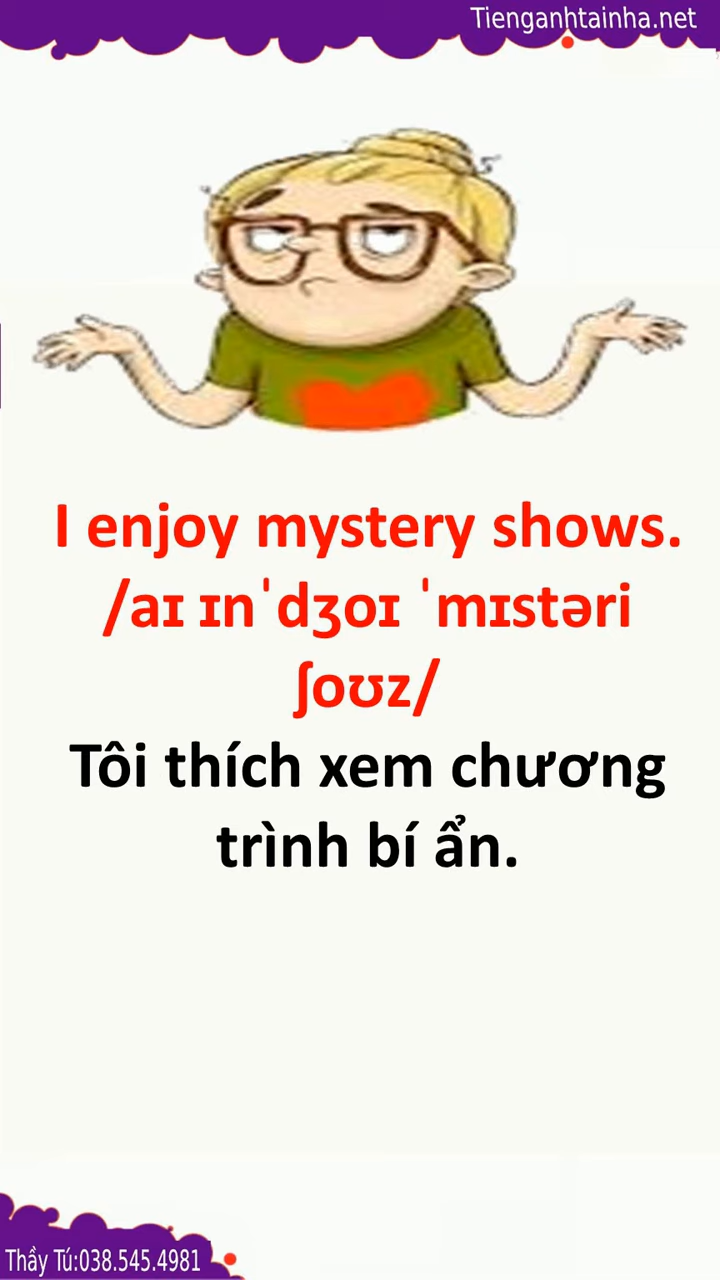 Tienganhtainha.net
I enjoy mystery shows.
/aɪ ɪnˈdʒoɪ ˈmɪstəri
ʃoʊz/
Tôi thích xem chương
trình bí ẩn.
Thầy Tú:038.545.4981